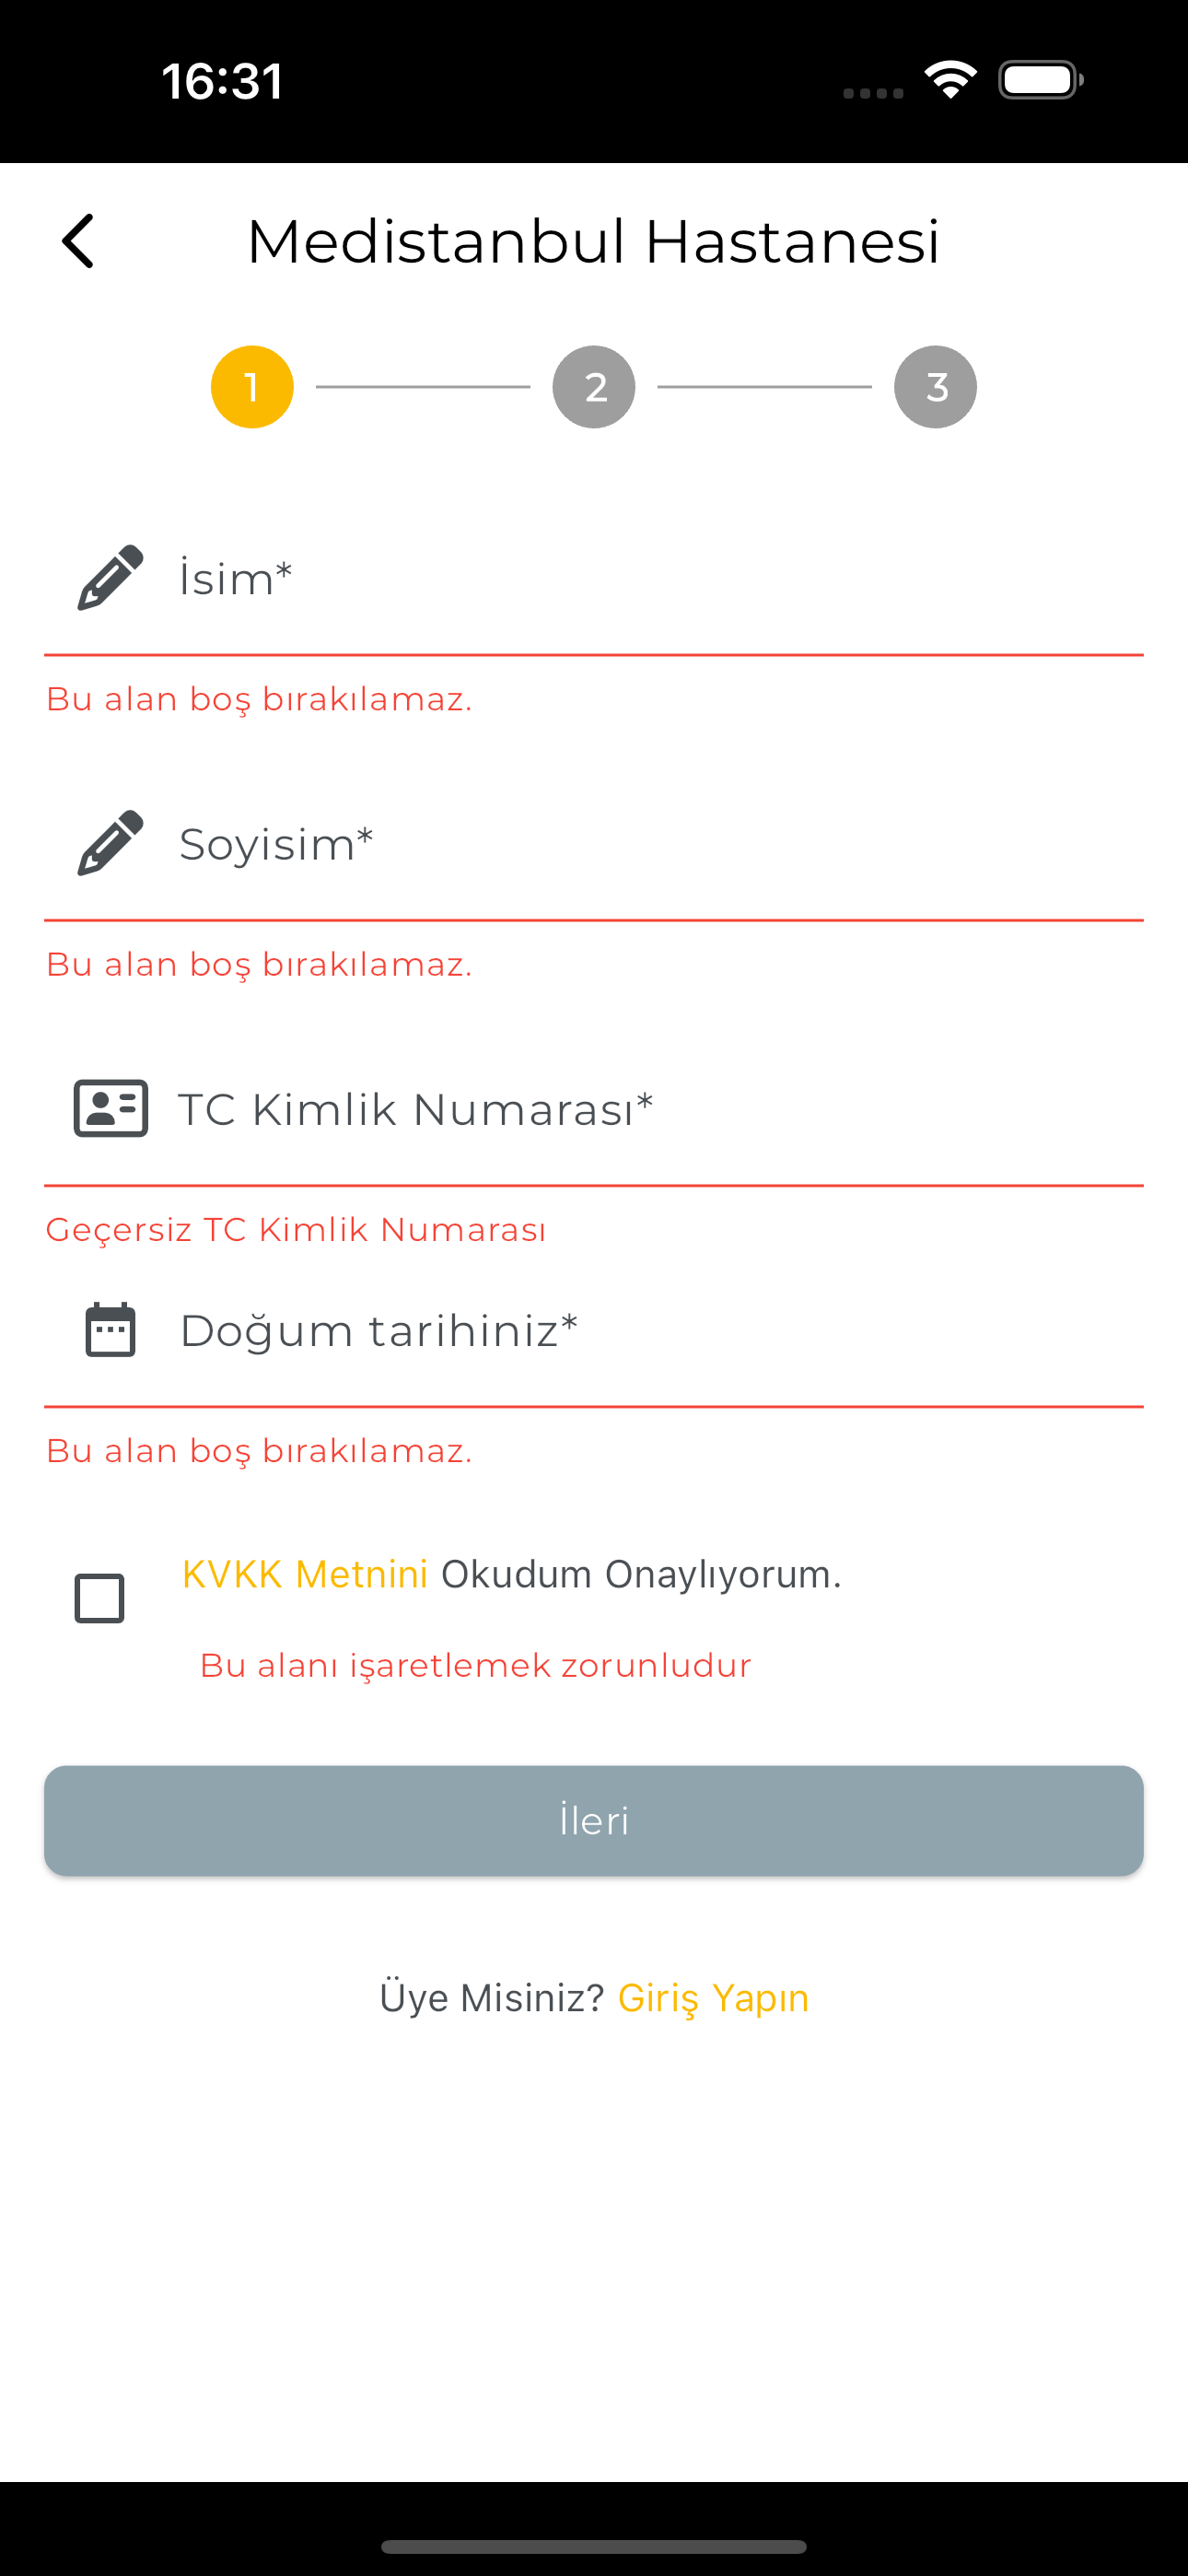 16:31
Medistanbul Hastanesi
1 2 3
İsim*
Bu alan boş bırakılamaz.
Soyisim*
Bu alan boş bırakılamaz.
TC Kimlik Numarası*
Geçersiz TC Kimlik Numarası
Doğum tarihiniz*
Bu alan boş bırakılamaz.
KVKK Metnini Okudum Onaylıyorum.
Bu alanı işaretlemek zorunludur
İleri
Üye Misiniz? Giriş Yapın